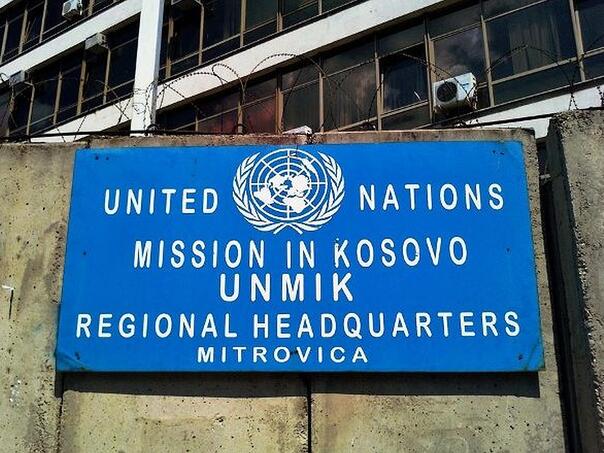 UNITED NATIONS
MISSION IN KOSOVO
UNMIK
REGIONAL HEADQUARTERS
MITROVICA